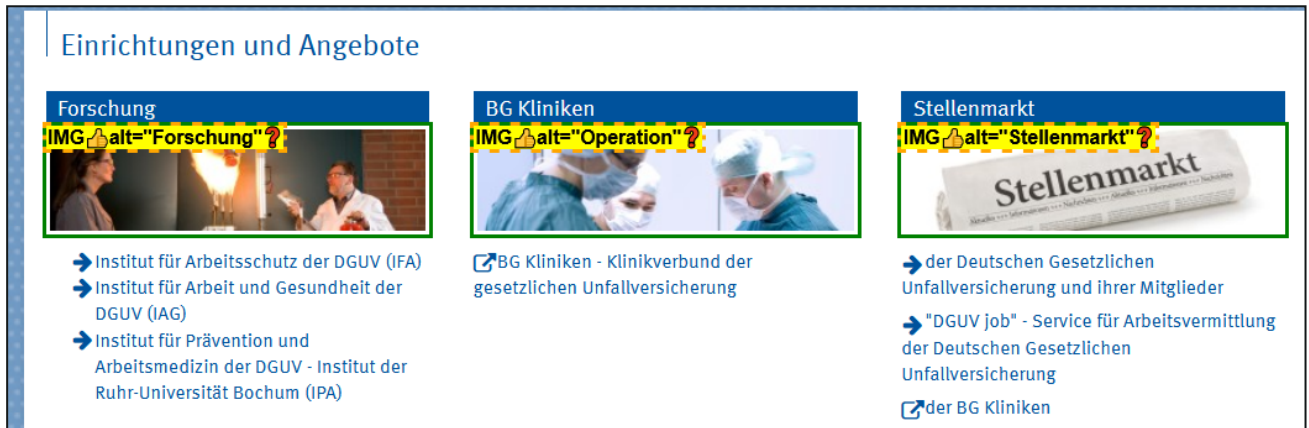 Einrichtungen und Angebote
Forschung
IMG alt="Forschung"?
Institut für Arbeitsschutz der DGUV (IFA)
Institut für Arbeit und Gesundheit der
DGUV (IAG)
Institut für Prävention und
Arbeitsmedizin der DGUV - Institut der
Ruhr-Universität Bochum (IPA)
BG Kliniken
IMG alt="Operation"?
BG Kliniken - Klinikverbund der
gesetzlichen Unfallversicherung
Stellenmarkt
IMG alt="Stellenmarkt"?
Stellenmarkt
der Deutschen Gesetzlichen
Unfallversicherung und ihrer Mitglieder
"DGUV job" - Service für Arbeitsvermittlung
der Deutschen Gesetzlichen
Unfallversicherung
der BG Kliniken